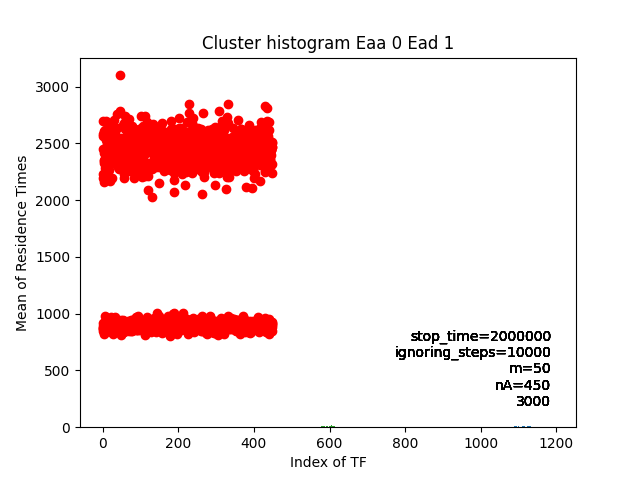 Cluster histogram Eaa 0 Ead 1
3000
2500
2000
1500
1000
500
0
Mean of Residence Times
stop_time=2000000
ignoring_steps=10000
m=50
nA=450
3000
0 200 400 600 800 1000 1200
Index of TF